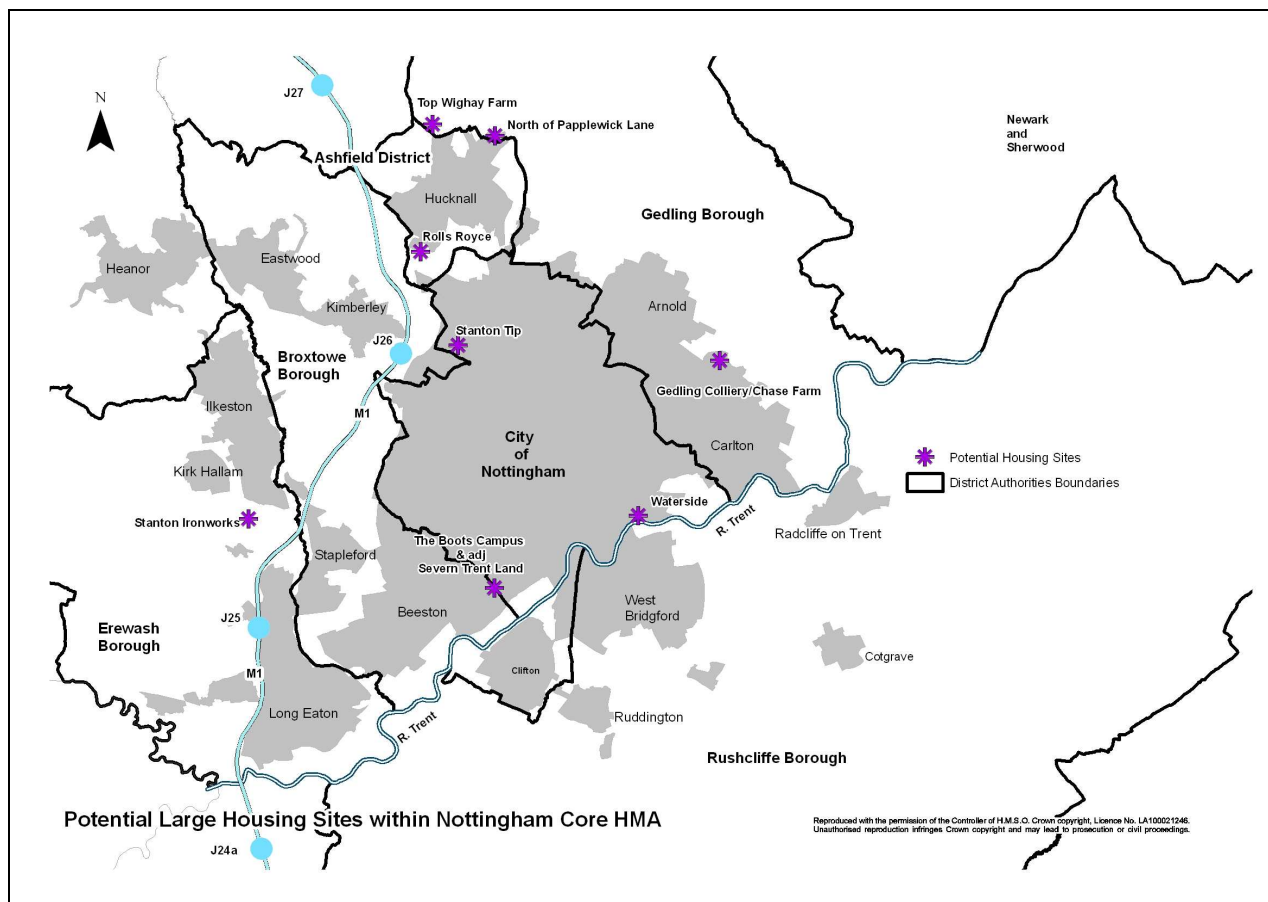 J27
N
Top Wighay Farm
North of Papplewick Lane
Newark
and
Sherwood
Ashfield District
Hucknall
Gedling Borough
Rolls Royce
Heanor
Eastwood
Kimberley
Arnold
J26
Stanton Tip
Broxtowe
Borough
Gedling Colliery/Chase Farm
Ilkeston
M1
City
of
Nottingham
Carlton
Kirk Hallam
Potential Housing Sites
District Authorities Boundaries
Waterside
R. Trent
Stanton Ironworks
Radcliffe on Trent
The Boots Campus
& adj
Severn Trent Land
Stapleford
Beeston
West
Bridgford
J25
Erewash
Borough
Cotgrave
Clifton
M1
Long Eaton
Ruddington
R. Trent
Rushcliffe Borough
Potential Large Housing Sites within Nottingham Core HMA
Reproduced with the permission of the Controller of H.M.S.O. Crown copyright, Licence No. LA100021246.
Unauthorised reproduction infringes Crown copyright and may lead to prosecution or civil proceedings.
J24a